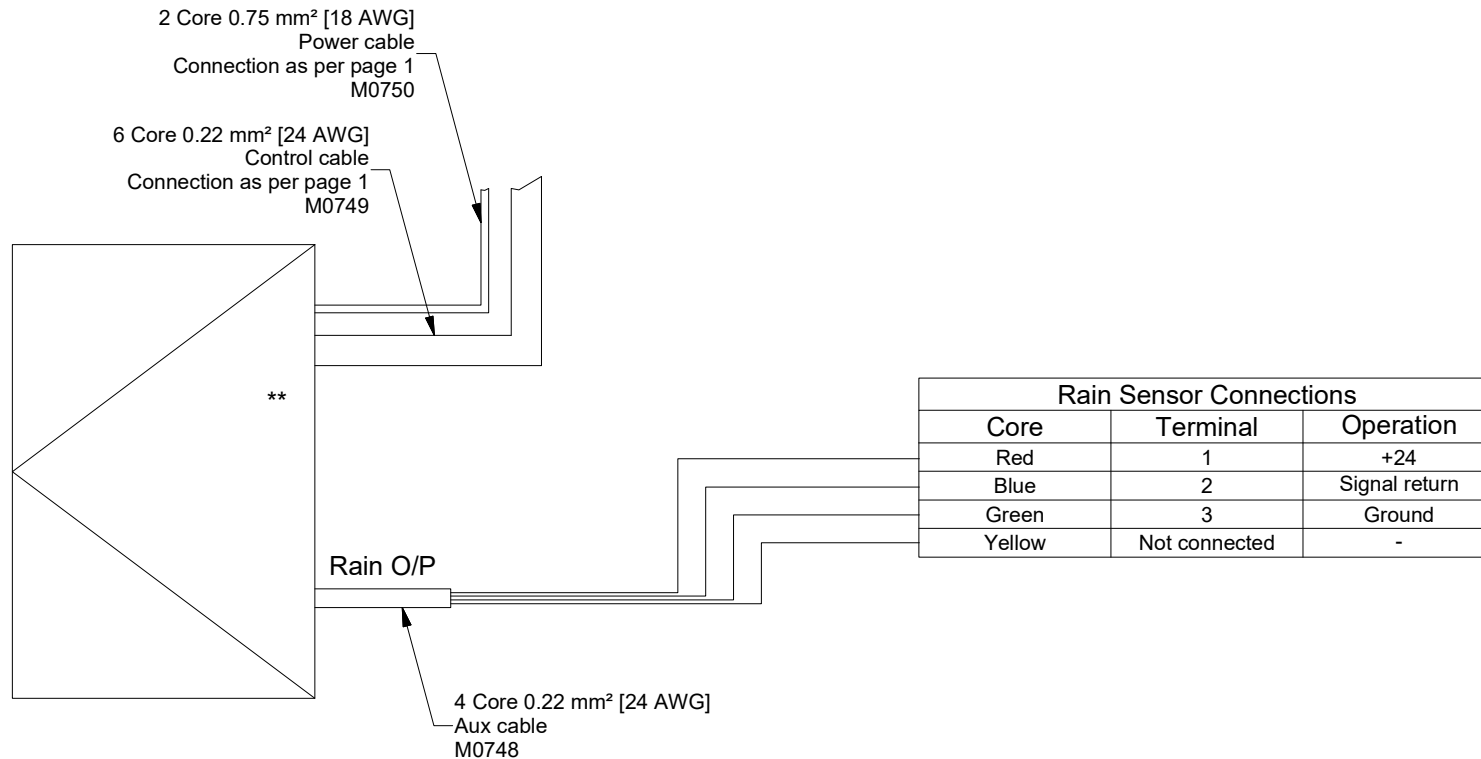 2 Core 0.75 mm² [18 AWG]
Power cable
Connection as per page 1
M0750
6 Core 0.22 mm² [24 AWG]
Control cable
Connection as per page 1
M0749
**
Rain Sensor Connections
Core Terminal Operation
Red 1 +24
Blue 2 Signal return
Green 3 Ground
Yellow Not connected -
Rain O/P
4 Core 0.22 mm² [24 AWG]
Aux cable
M0748